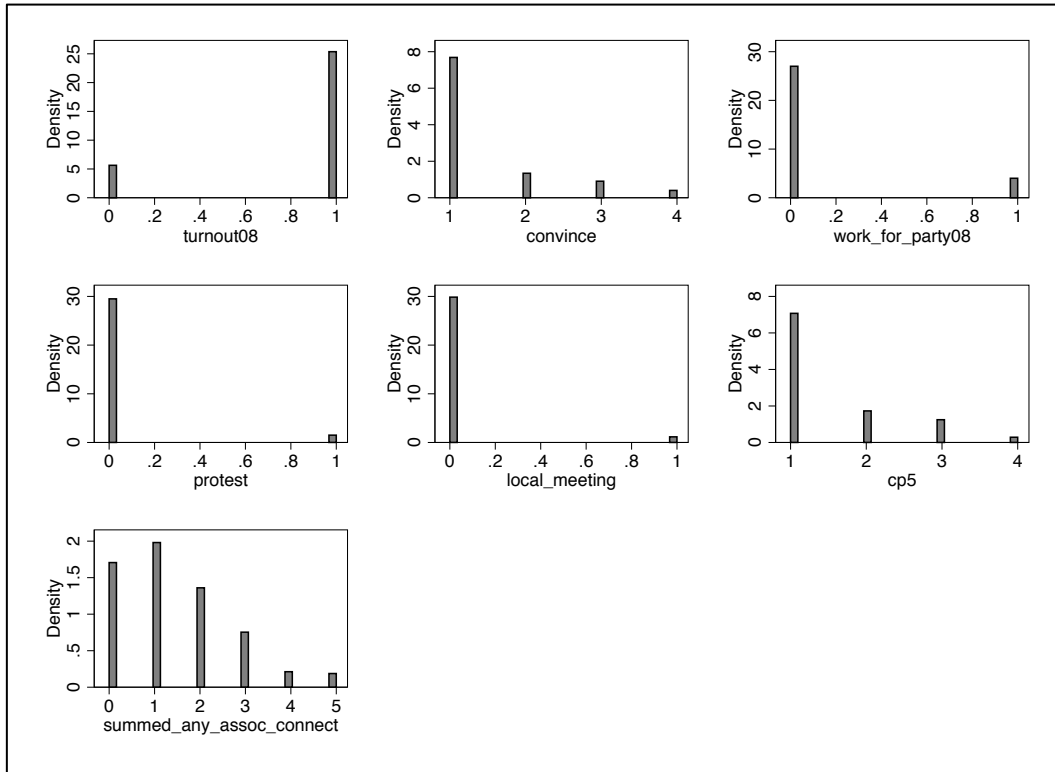 Density
25
20
15
10
5
0
0 .2 .4 .6 .8 1
turnout08
Density
8
6
4
2
0
1 2 3 4
convince
Density
30
20
10
0
0 .2 .4 .6 .8 1
work_for_party08
Density
30
20
10
0
0 .2 .4 .6 .8 1
protest
Density
30
20
10
0
0 .2 .4 .6 .8 1
local_meeting
Density
8
6
4
2
0
1 2 3 4
cp5
Density
2
1.5
1
.5
0
0 1 2 3 4 5
summed_any_assoc_connect